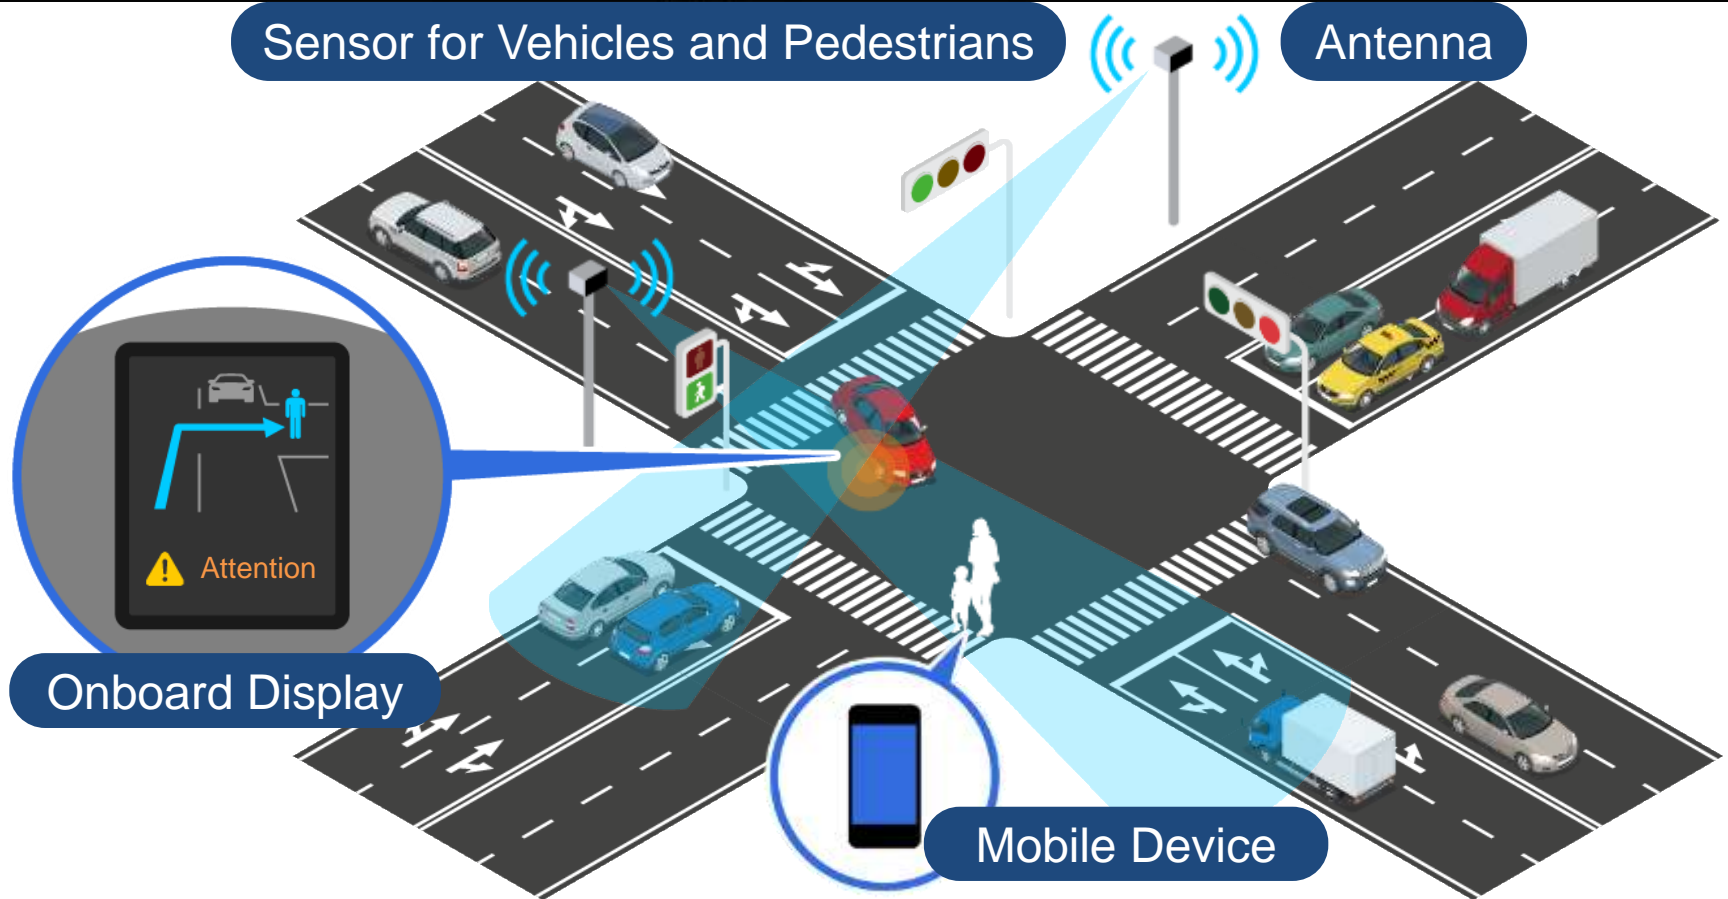 Sensor for Vehicles and Pedestrians
Antenna
Attention
Onboard Display
Mobile Device